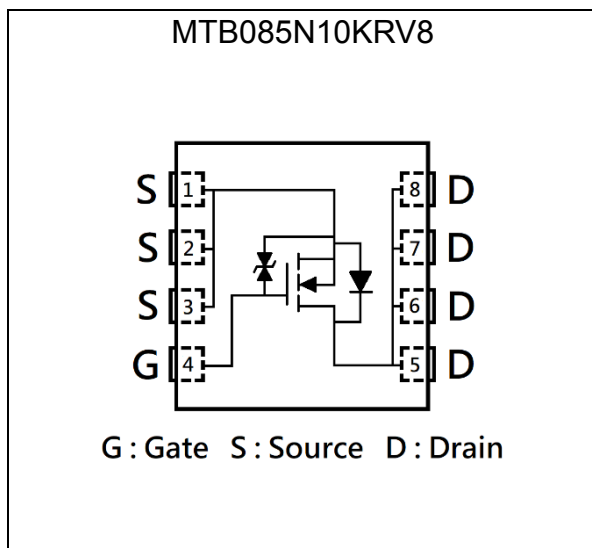 MTB085N10KRV8
S 1 8 D
S 2 7 D
S 3 6 D
G 4 5 D
G : Gate S : Source D : Drain